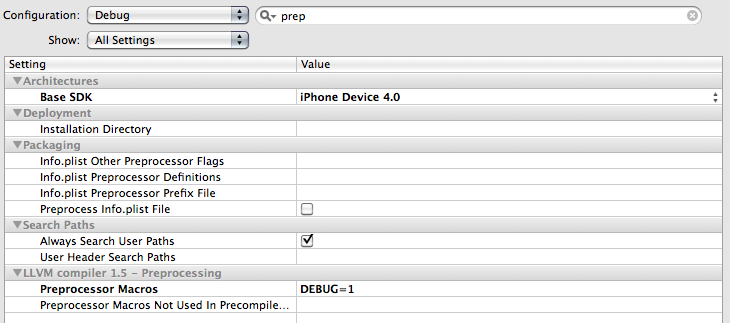 Configuration: Debug prep
Show: All Settings
Setting Value
Architectures
Base SDK iPhone Device 4.0
Deployment
Installation Directory
Packaging
Info.plist Other Preprocessor Flags
Info.plist Preprocessor Definitions
Info.plist Preprocessor Prefix File
Preprocess Info.plist File
Search Paths
Always Search User Paths
User Header Search Paths
LLVM compiler 1.5 - Preprocessing
Preprocessor Macros DEBUG=1
Preprocessor Macros Not Used In Precompile...